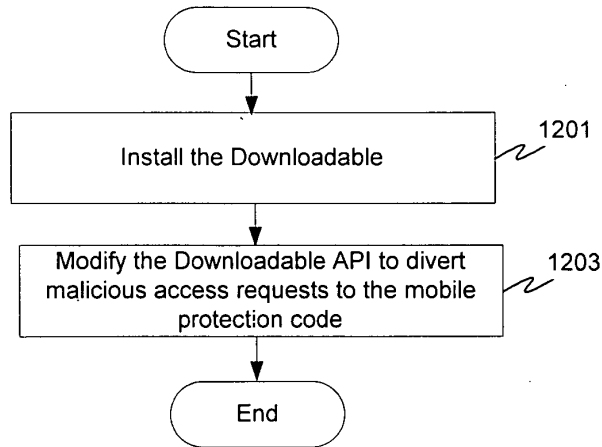 Start
Install the Downloadable
1201
Modify the Downloadable API to divert
malicious access requests to the mobile
protection code
1203
End